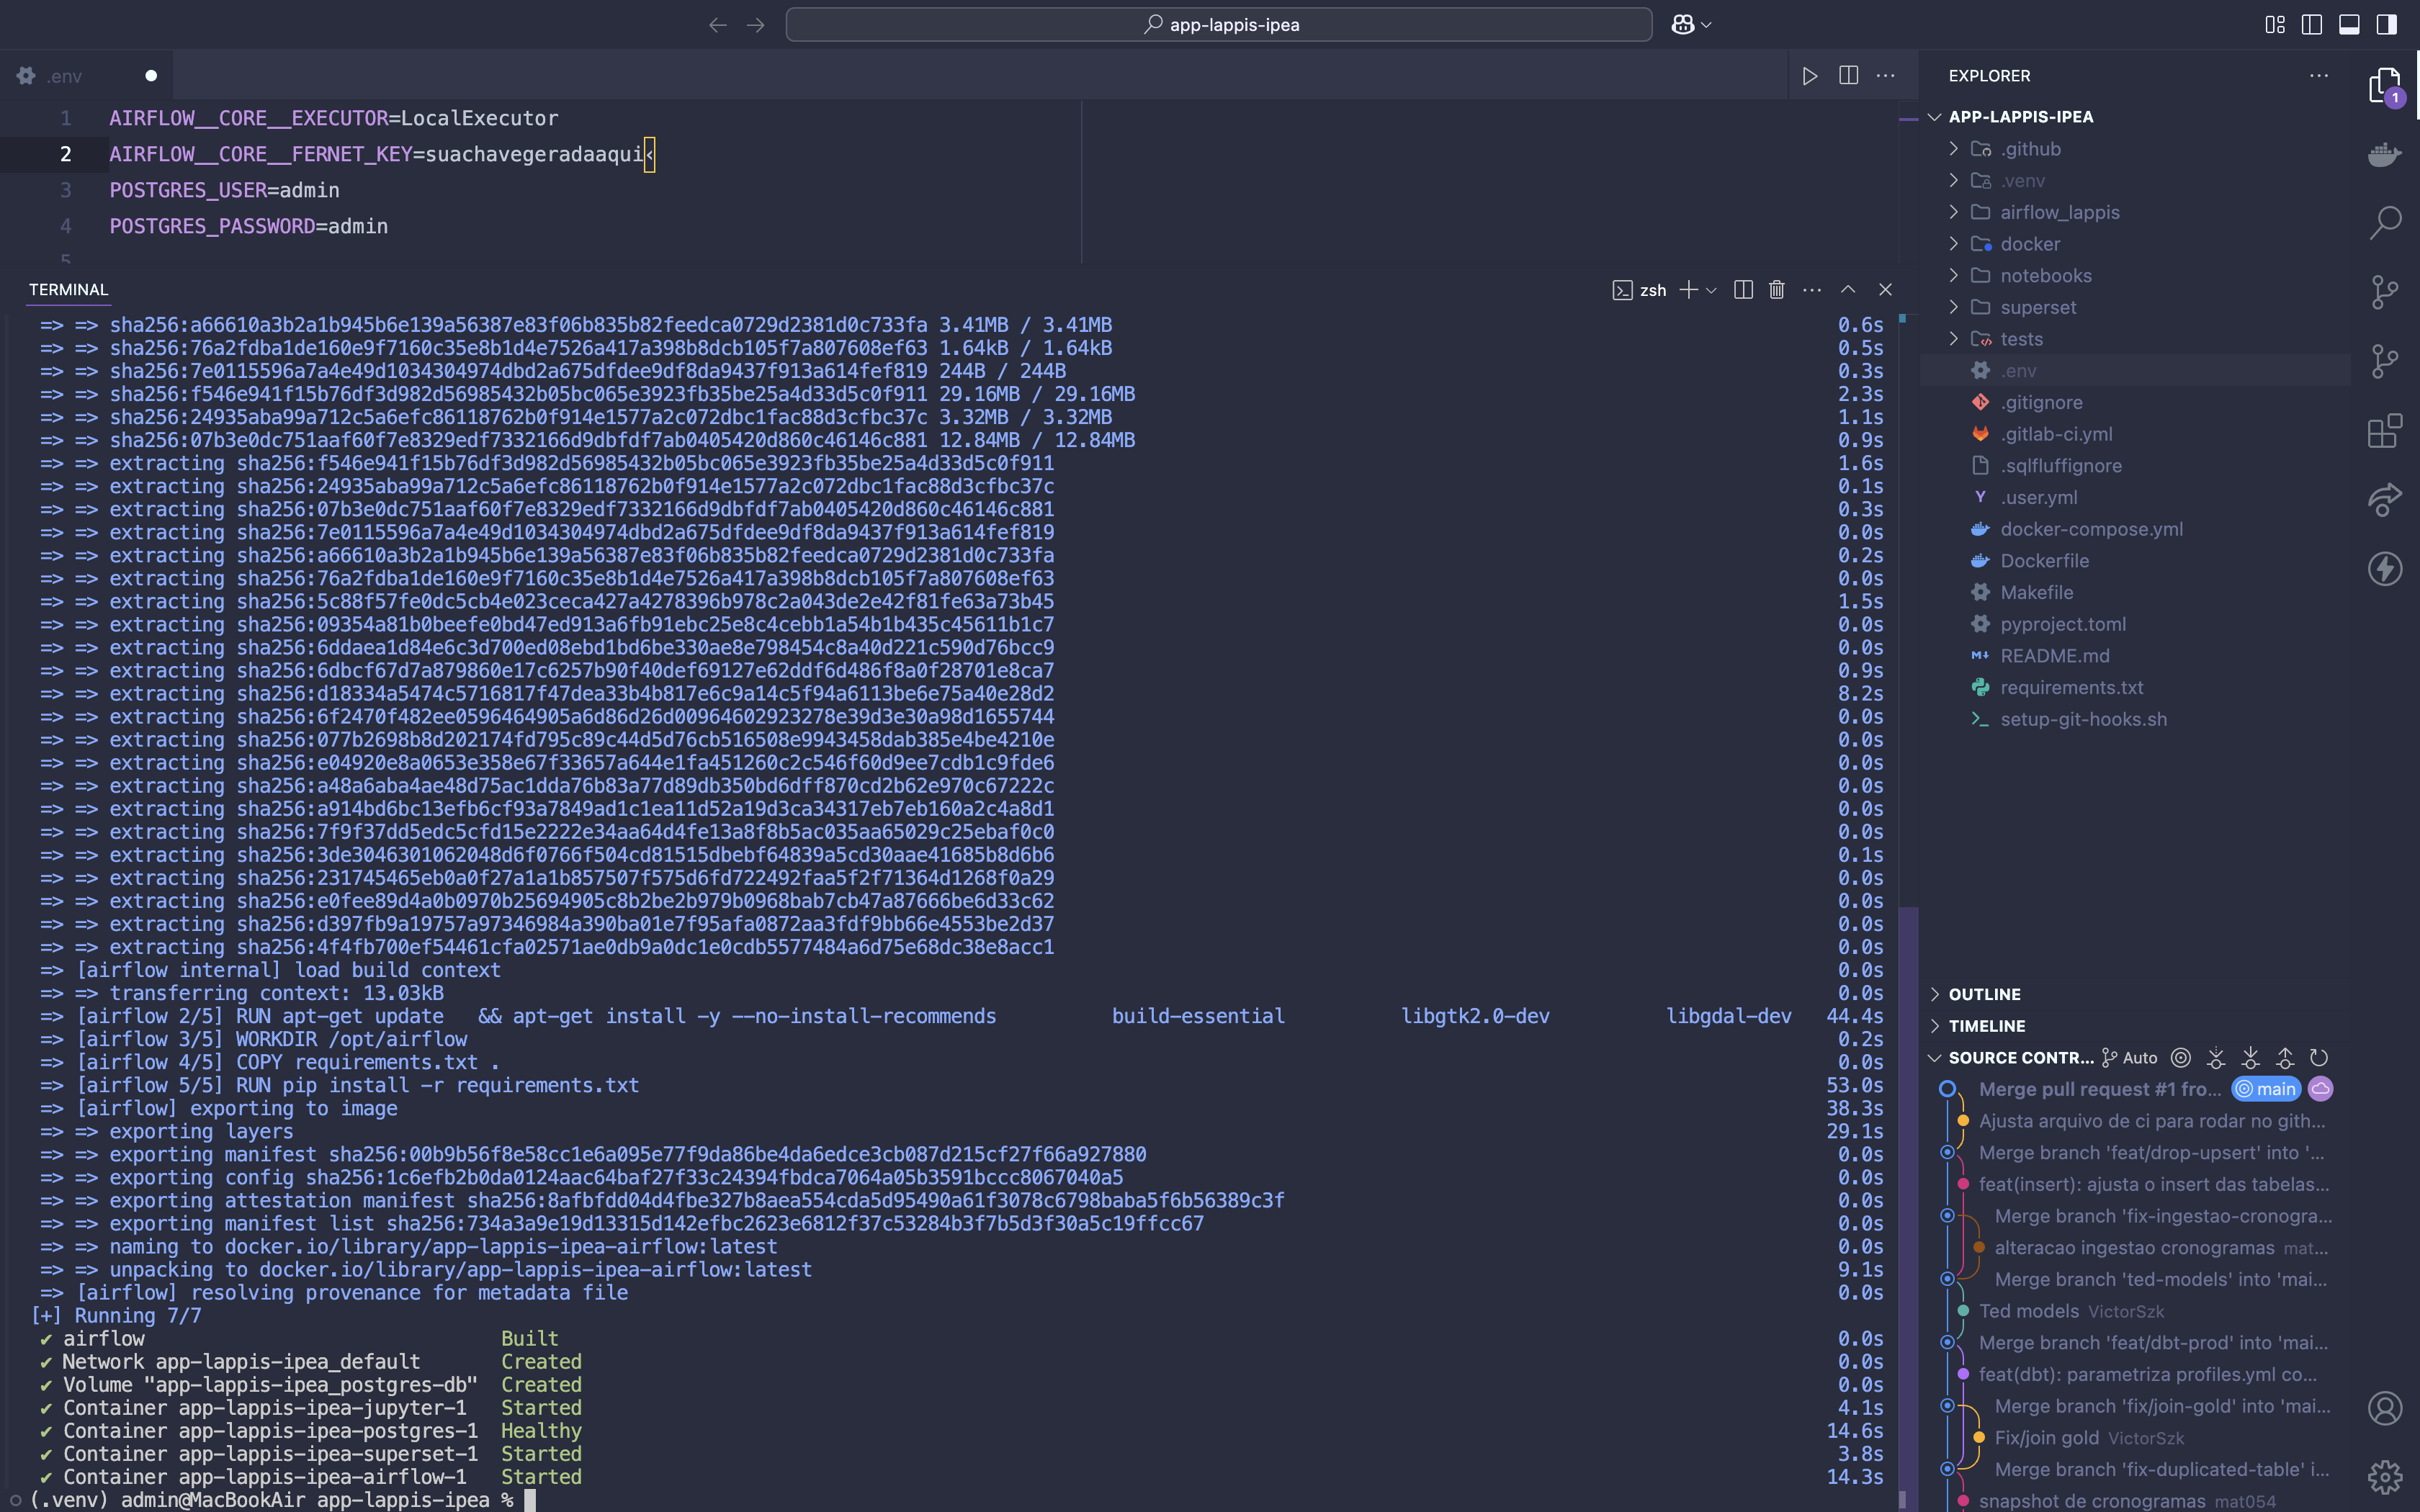 app-lappis-ipea
.env
1 AIRFLOW__CORE__EXECUTOR=LocalExecutor
2 AIRFLOW__CORE__FERNET_KEY=suachavegeradaaqui‹
3 POSTGRES_USER=admin
4 POSTGRES_PASSWORD=admin
5
TERMINAL
zsh
=> => sha256:a66610a3b2a1b945b6e139a56387e83f06b835b82feedca0729d2381d0c733fa 3.41MB / 3.41MB 0.6s
=> => sha256:76a2fdba1de160e9f7160c35e8b1d4e7526a417a398b8dcb105f7a807608ef63 1.64kB / 1.64kB 0.5s
=> => sha256:7e0115596a7a4e49d1034304974dbd2a675dfdee9df8da9437f913a614fef819 244B / 244B 0.3s
=> => sha256:f546e941f15b76df3d982d56985432b05bc065e3923fb35be25a4d33d5c0f911 29.16MB / 29.16MB 2.3s
=> => sha256:24935aba99a712c5a6efc86118762b0f914e1577a2c072dbc1fac88d3cfbc37c 3.32MB / 3.32MB 1.1s
=> => sha256:07b3e0dc751aaf60f7e8329edf7332166d9dbfdf7ab0405420d860c46146c881 12.84MB / 12.84MB 0.9s
=> => extracting sha256:f546e941f15b76df3d982d56985432b05bc065e3923fb35be25a4d33d5c0f911 1.6s
=> => extracting sha256:24935aba99a712c5a6efc86118762b0f914e1577a2c072dbc1fac88d3cfbc37c 0.1s
=> => extracting sha256:07b3e0dc751aaf60f7e8329edf7332166d9dbfdf7ab0405420d860c46146c881 0.3s
=> => extracting sha256:7e0115596a7a4e49d1034304974dbd2a675dfdee9df8da9437f913a614fef819 0.0s
=> => extracting sha256:a66610a3b2a1b945b6e139a56387e83f06b835b82feedca0729d2381d0c733fa 0.2s
=> => extracting sha256:76a2fdba1de160e9f7160c35e8b1d4e7526a417a398b8dcb105f7a807608ef63 0.0s
=> => extracting sha256:5c88f57fe0dc5cb4e023ceca427a4278396b978c2a043de2e42f81fe63a73b45 1.5s
=> => extracting sha256:09354a81b0beefe0bd47ed913a6fb91ebc25e8c4cebb1a54b1b435c45611b1c7 0.0s
=> => extracting sha256:6ddaea1d84e6c3d700ed08ebd1bd6be330ae8e798454c8a40d221c590d76bcc9 0.0s
=> => extracting sha256:6dbcf67d7a879860e17c6257b90f40def69127e62ddf6d486f8a0f28701e8ca7 0.9s
=> => extracting sha256:d18334a5474c5716817f47dea33b4b817e6c9a14c5f94a6113be6e75a40e28d2 8.2s
=> => extracting sha256:6f2470f482ee0596464905a6d86d26d00964602923278e39d3e30a98d1655744 0.0s
=> => extracting sha256:077b2698b8d202174fd795c89c44d5d76cb516508e9943458dab385e4be4210e 0.0s
=> => extracting sha256:e04920e8a0653e358e67f33657a644e1fa451260c2c546f60d9ee7cdb1c9fde6 0.0s
=> => extracting sha256:a48a6aba4ae48d75ac1dda76b83a77d89db350bd6dff870cd2b62e970c67222c 0.0s
=> => extracting sha256:a914bd6bc13efb6cf93a7849ad1c1ea11d52a19d3ca34317eb7eb160a2c4a8d1 0.0s
=> => extracting sha256:7f9f37dd5edc5cfd15e2222e34aa64d4fe13a8f8b5ac035aa65029c25ebaf0c0 0.0s
=> => extracting sha256:3de3046301062048d6f0766f504cd81515dbebf64839a5cd30aae41685b8d6b6 0.1s
=> => extracting sha256:231745465eb0a0f27a1a1b857507f575d6fd722492faa5f2f71364d1268f0a29 0.0s
=> => extracting sha256:e0fee89d4a0b0970b25694905c8b2be2b979b0968bab7cb47a87666be6d33c62 0.0s
=> => extracting sha256:d397fb9a19757a97346984a390ba01e7f95afa0872aa3fdf9bb66e4553be2d37 0.0s
=> => extracting sha256:4f4fb700ef54461cfa02571ae0db9a0dc1e0cdb5577484a6d75e68dc38e8acc1 0.0s
=> [airflow internal] load build context 0.0s
=> => transferring context: 13.03kB 0.0s
=> [airflow 2/5] RUN apt-get update && apt-get install -y --no-install-recommends build-essential libgtk2.0-dev libgdal-dev 44.4s
=> [airflow 3/5] WORKDIR /opt/airflow 0.2s
=> [airflow 4/5] COPY requirements.txt . 0.0s
=> [airflow 5/5] RUN pip install -r requirements.txt 53.0s
=> [airflow] exporting to image 38.3s
=> => exporting layers 29.1s
=> => exporting manifest sha256:00b9b56f8e58cc1e6a095e77f9da86be4da6edce3cb087d215cf27f66a927880 0.0s
=> => exporting config sha256:1c6efb2b0da0124aac64baf27f33c24394fbdca7064a05b3591bccc8067040a5 0.0s
=> => exporting attestation manifest sha256:8afbfdd04d4fbe327b8aea554cda5d95490a61f3078c6798baba5f6b56389c3f 0.0s
=> => exporting manifest list sha256:734a3a9e19d13315d142efbc2623e6812f37c53284b3f7b5d3f30a5c19ffcc67 0.0s
=> => naming to docker.io/library/app-lappis-ipea-airflow:latest 0.0s
=> => unpacking to docker.io/library/app-lappis-ipea-airflow:latest 9.1s
=> [airflow] resolving provenance for metadata file 0.0s
[+] Running 7/7
✔ airflow Built 0.0s
✔ Network app-lappis-ipea_default Created 0.0s
✔ Volume "app-lappis-ipea_postgres-db" Created 0.0s
✔ Container app-lappis-ipea-jupyter-1 Started 4.1s
✔ Container app-lappis-ipea-postgres-1 Healthy 14.6s
✔ Container app-lappis-ipea-superset-1 Started 3.8s
✔ Container app-lappis-ipea-airflow-1 Started 14.3s
(.venv) admin@MacBookAir app-lappis-ipea %
EXPLORER
1
APP-LAPPIS-IPEA
.github
.venv
airflow_lappis
docker
notebooks
superset
tests
.env
.gitignore
.gitlab-ci.yml
.sqlfluffignore
.user.yml
docker-compose.yml
Dockerfile
Makefile
pyproject.toml
README.md
requirements.txt
setup-git-hooks.sh
OUTLINE
TIMELINE
SOURCE CONTR... Auto
Merge pull request #1 fro... main
Ajusta arquivo de ci para rodar no gith...
Merge branch 'feat/drop-upsert' into '...
feat(insert): ajusta o insert das tabelas...
Merge branch 'fix-ingestao-cronogra...
alteracao ingestao cronogramas mat...
Merge branch 'ted-models' into 'mai...
Ted models VictorSzk
Merge branch 'feat/dbt-prod' into 'mai...
feat(dbt): parametriza profiles.yml co...
Merge branch 'fix/join-gold' into 'mai...
Fix/join gold VictorSzk
Merge branch 'fix-duplicated-table' i...
snapshot de cronogramas mat054